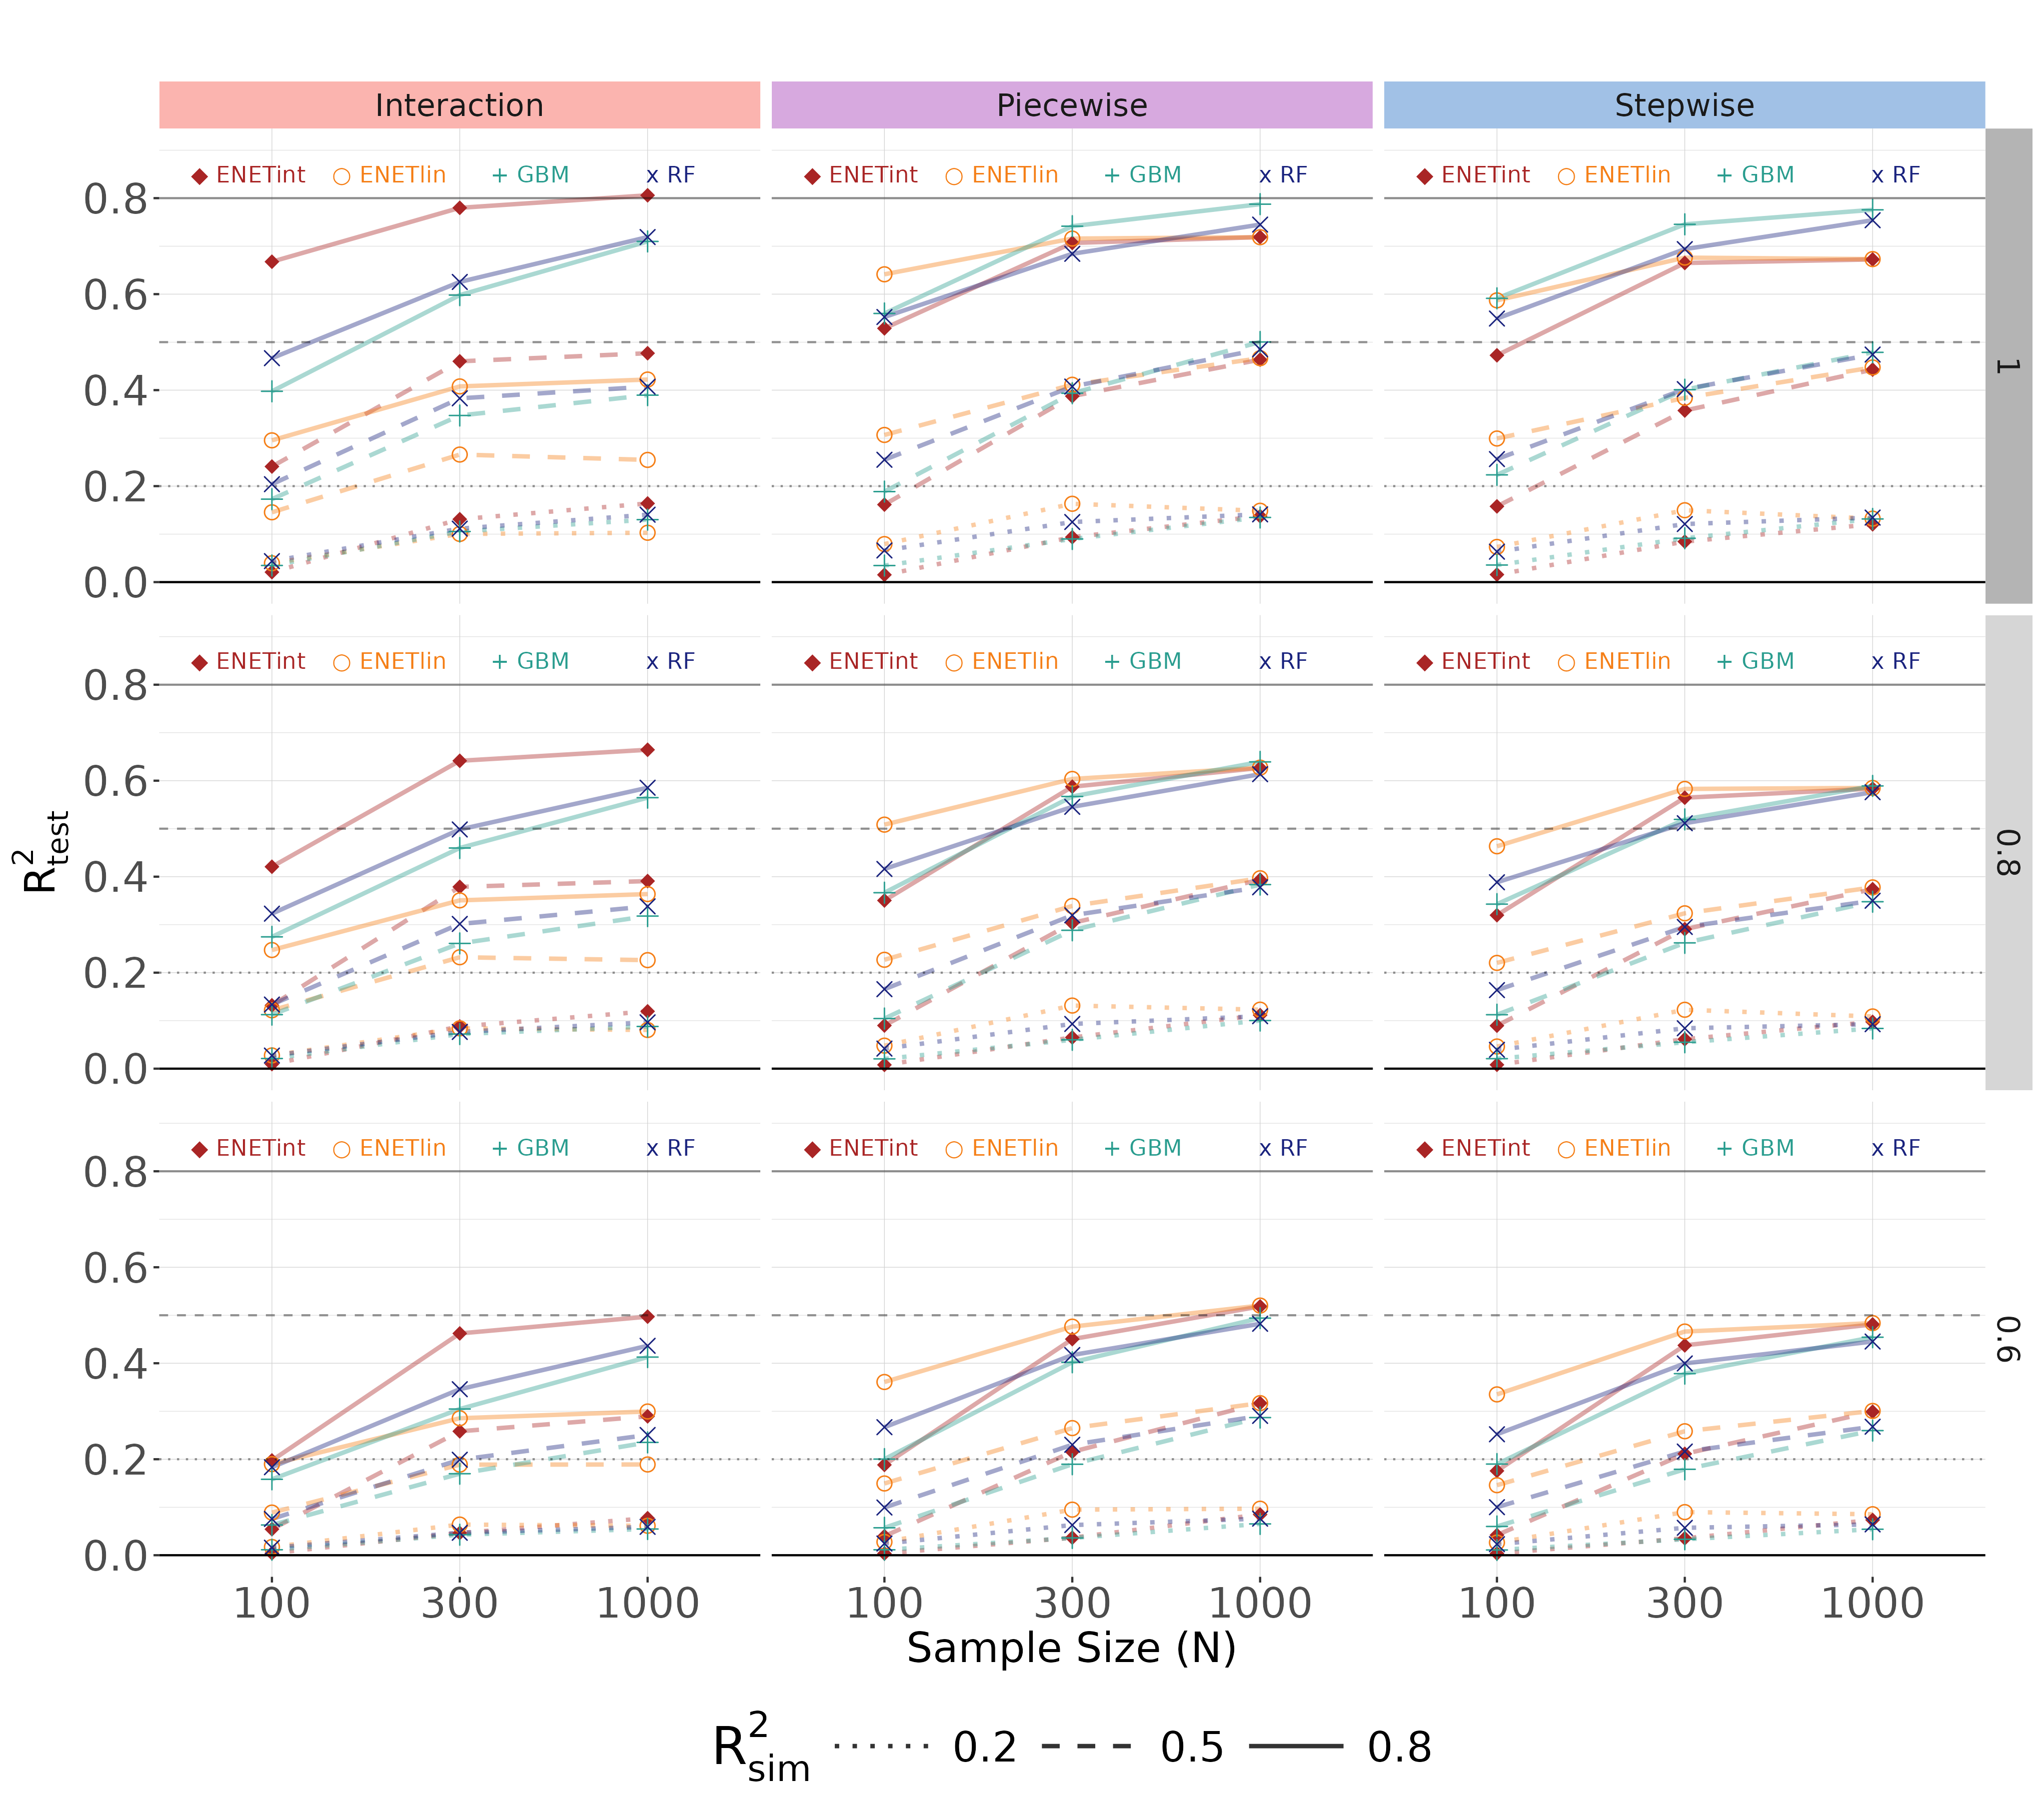 Interaction Piecewise Stepwise
◆ ENETint ○ ENETlin + GBM x RF ◆ ENETint ○ ENETlin + GBM x RF ◆ ENETint ○ ENETlin + GBM x RF
0.8
0.6
0.4
0.2
0.0
1
◆ ENETint ○ ENETlin + GBM x RF ◆ ENETint ○ ENETlin + GBM x RF ◆ ENETint ○ ENETlin + GBM x RF
0.8
0.6
0.4
0.2
0.0
0.8
R²test
◆ ENETint ○ ENETlin + GBM x RF ◆ ENETint ○ ENETlin + GBM x RF ◆ ENETint ○ ENETlin + GBM x RF
0.8
0.6
0.4
0.2
0.0
0.6
100 300 1000 100 300 1000 100 300 1000
Sample Size (N)
R²sim 0.2 0.5 0.8